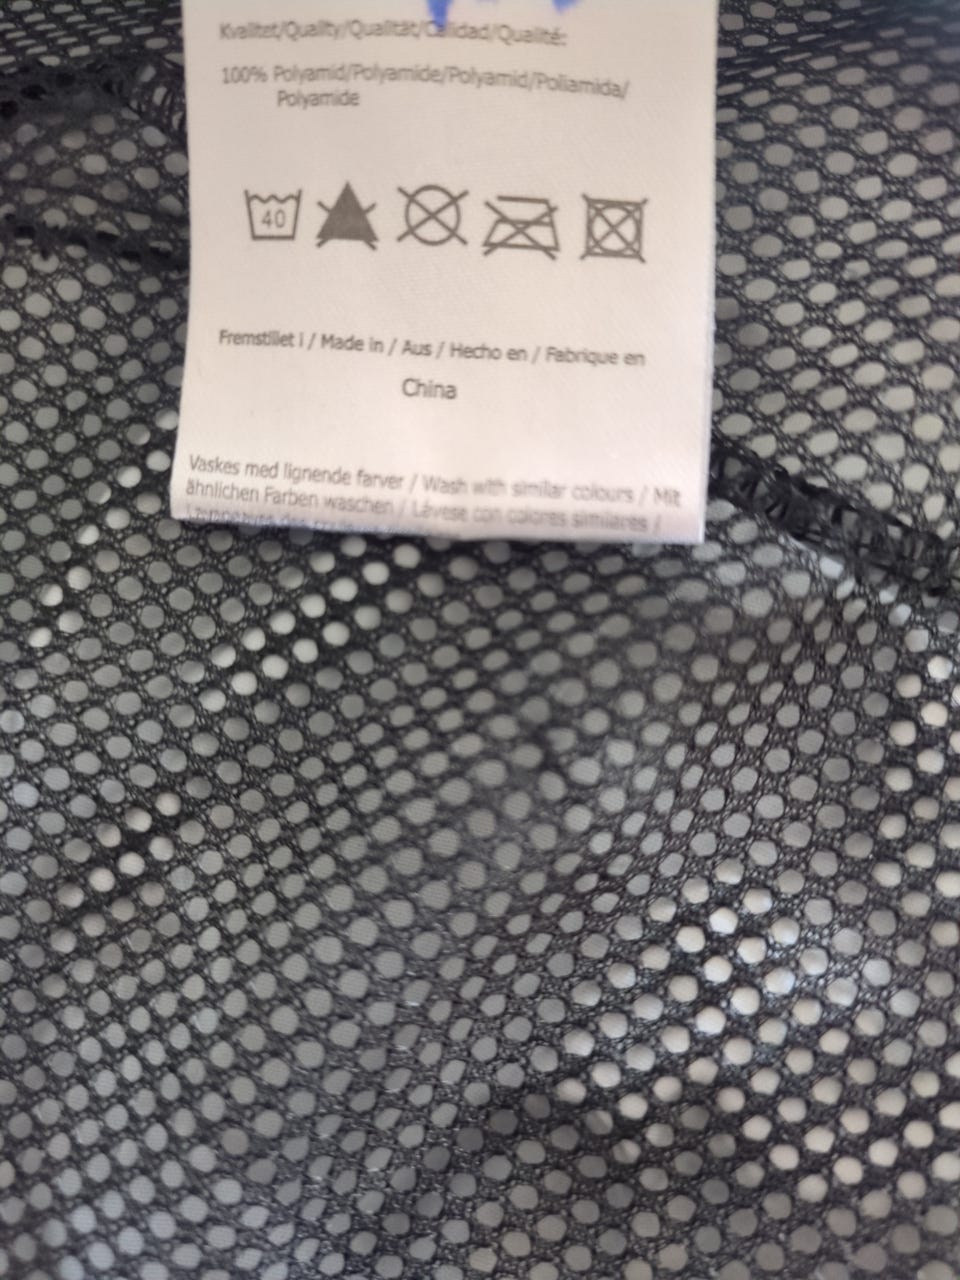 Kvalitet/Quality/Qualität/Calidad/Qualité:
100% Polyamid/Polyamide/Polyamid/Poliamida/
Polyamide
40
Fremstillet i / Made in / Aus / Hecho en / Fabrique en
China
Vaskes med lignende farver / Wash with similar colours / Mit
ähnlichen Farben waschen / Lávese con colores similares /